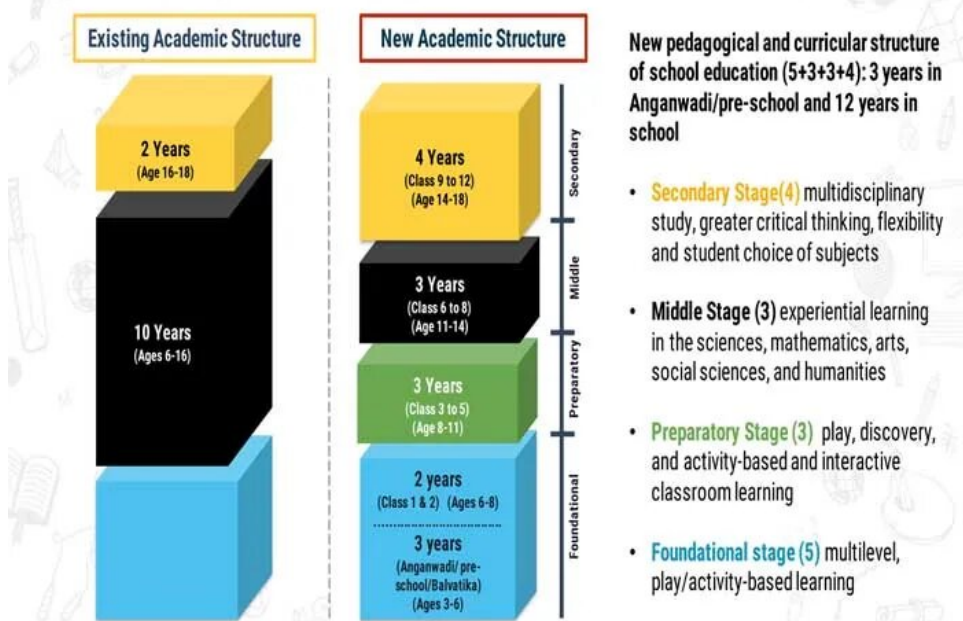 Existing Academic Structure
2 Years
(Age 16-18)
10 Years
(Ages 6-16)
New Academic Structure
4 Years
(Class 9 to 12)
(Age 14-18)
3 Years
(Class 6 to 8)
(Age 11-14)
3 Years
(Class 3 to 5)
(Age 8-11)
2 years
(Class 1 & 2) (Ages 6-8)
3 years
(Anganwadi/ pre-
school/Balvatika)
(Ages 3-6)
Secondary
Middle
Preparatory
Foundational
New pedagogical and curricular structure
of school education (5+3+3+4): 3 years in
Anganwadi/pre-school and 12 years in
school
• Secondary Stage(4) multidisciplinary
study, greater critical thinking, flexibility
and student choice of subjects
• Middle Stage (3) experiential learning
in the sciences, mathematics, arts,
social sciences, and humanities
• Preparatory Stage (3) play, discovery,
and activity-based and interactive
classroom learning
• Foundational stage (5) multilevel,
play/activity-based learning